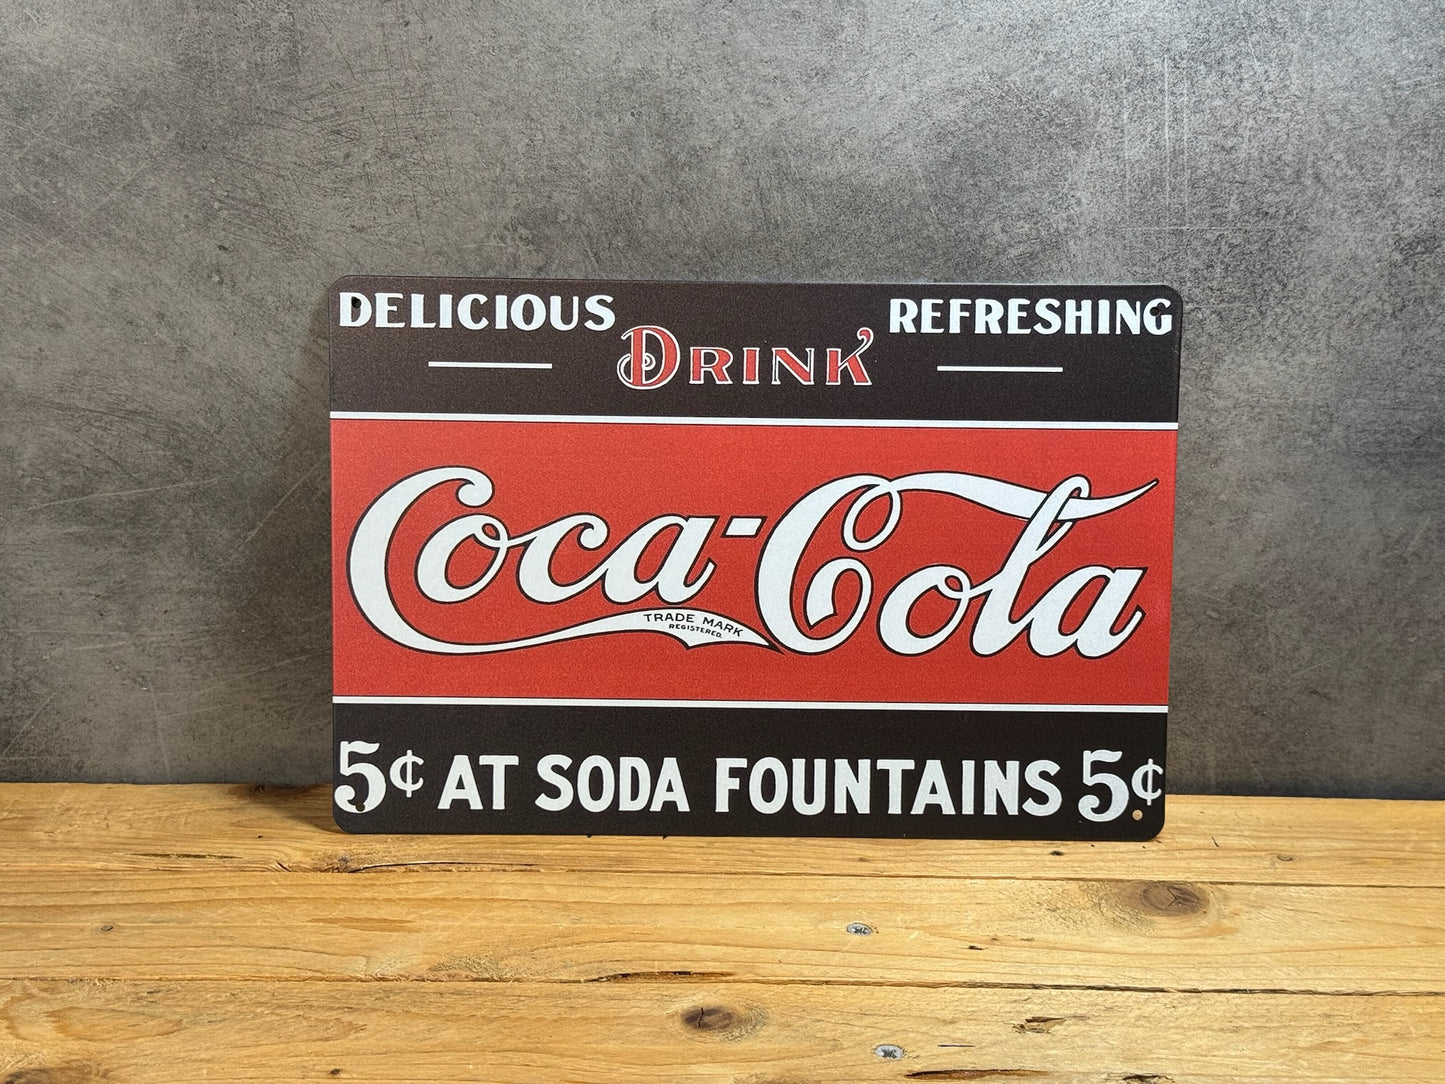 DELICIOUS REFRESHING
DRINK
Coca-Cola
TRADE MARK
REGISTERED
5¢ AT SODA FOUNTAINS 5¢